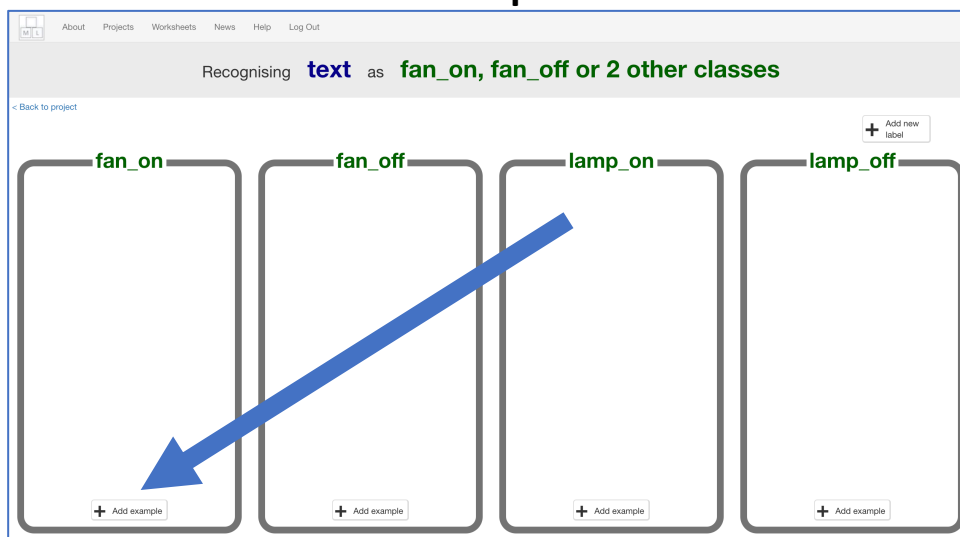 M L
About Projects Worksheets News Help Log Out
Recognising text as fan_on, fan_off or 2 other classes
< Back to project
+ Add new
label
fan_on fan_off lamp_on lamp_off
+ Add example + Add example + Add example + Add example